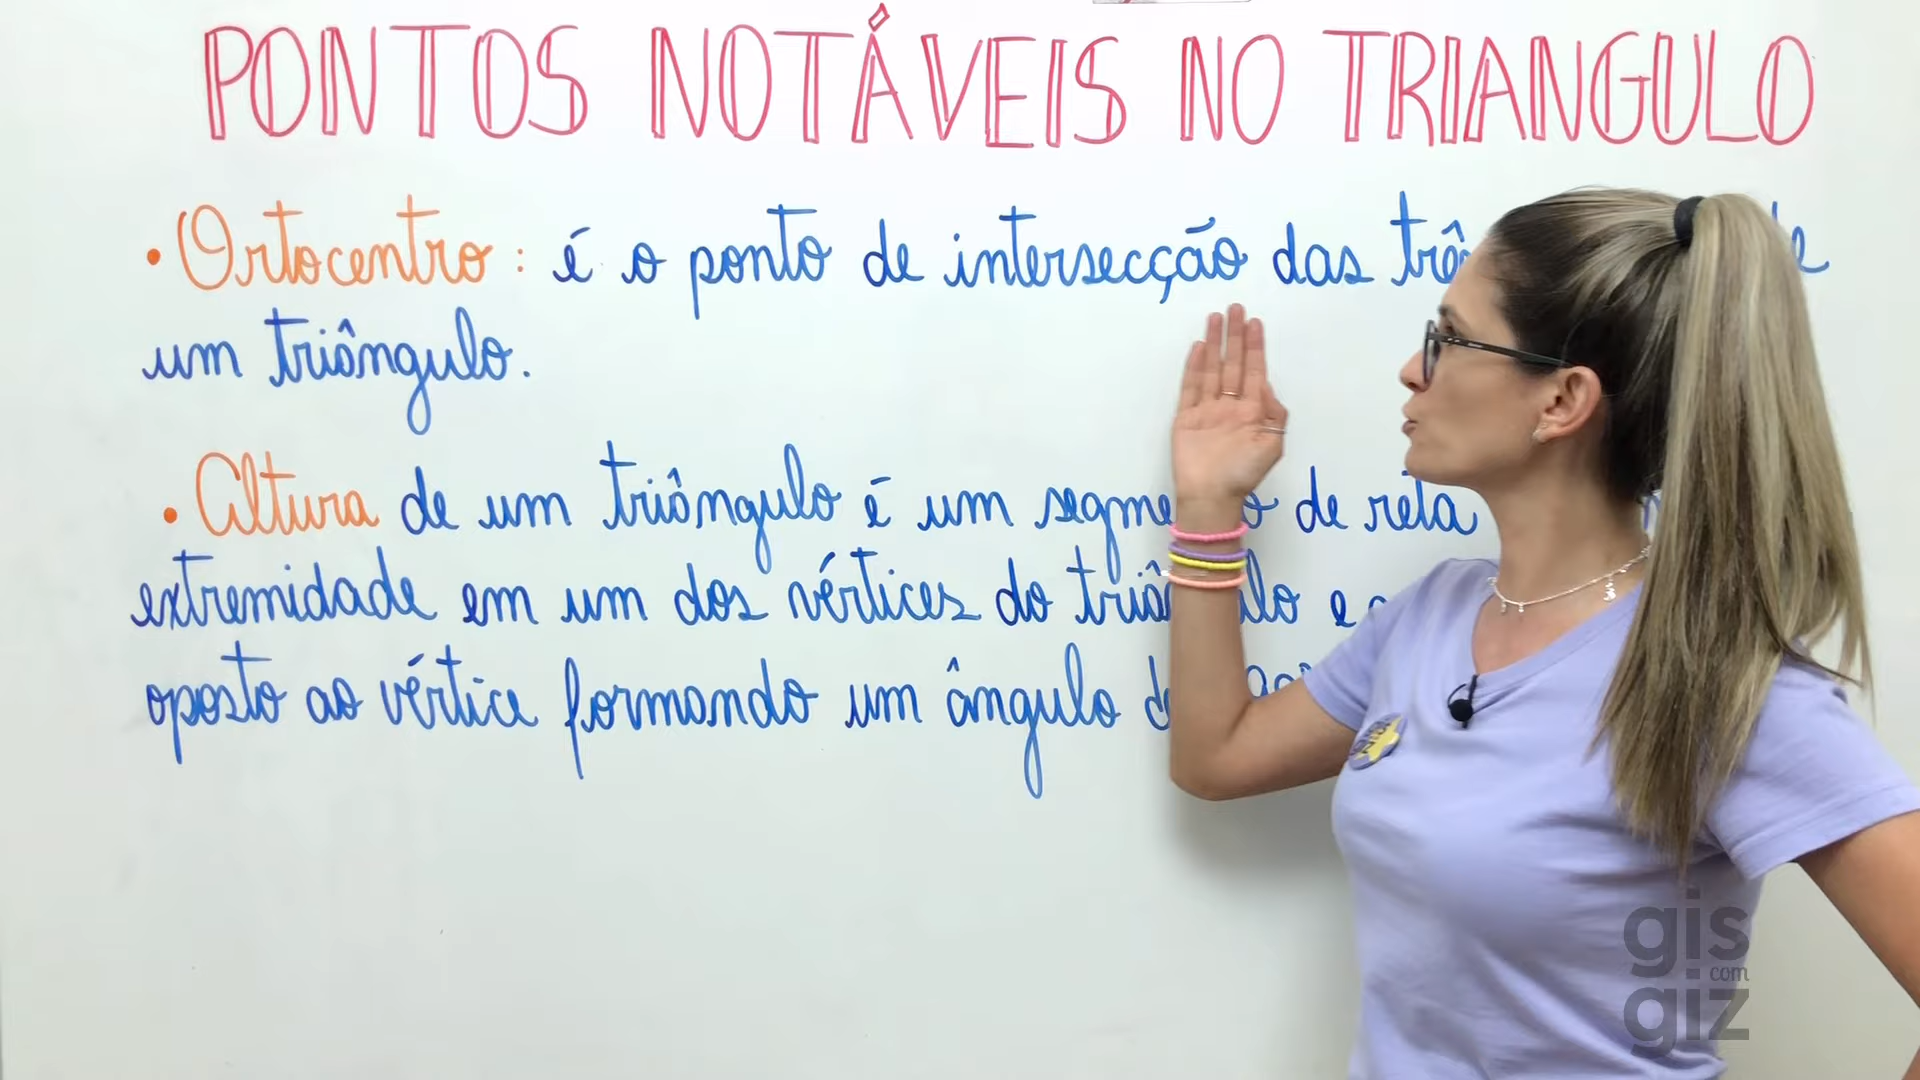 PONTOS NOTÁVEIS NO TRIANGULO
• Ortocentro : é o ponto de intersecção das
um triângulo.
• Altura de um triângulo é um de reta
extremidade em um dos vértices do e
oposto ao vértice formando um ângulo
gis
com
giz